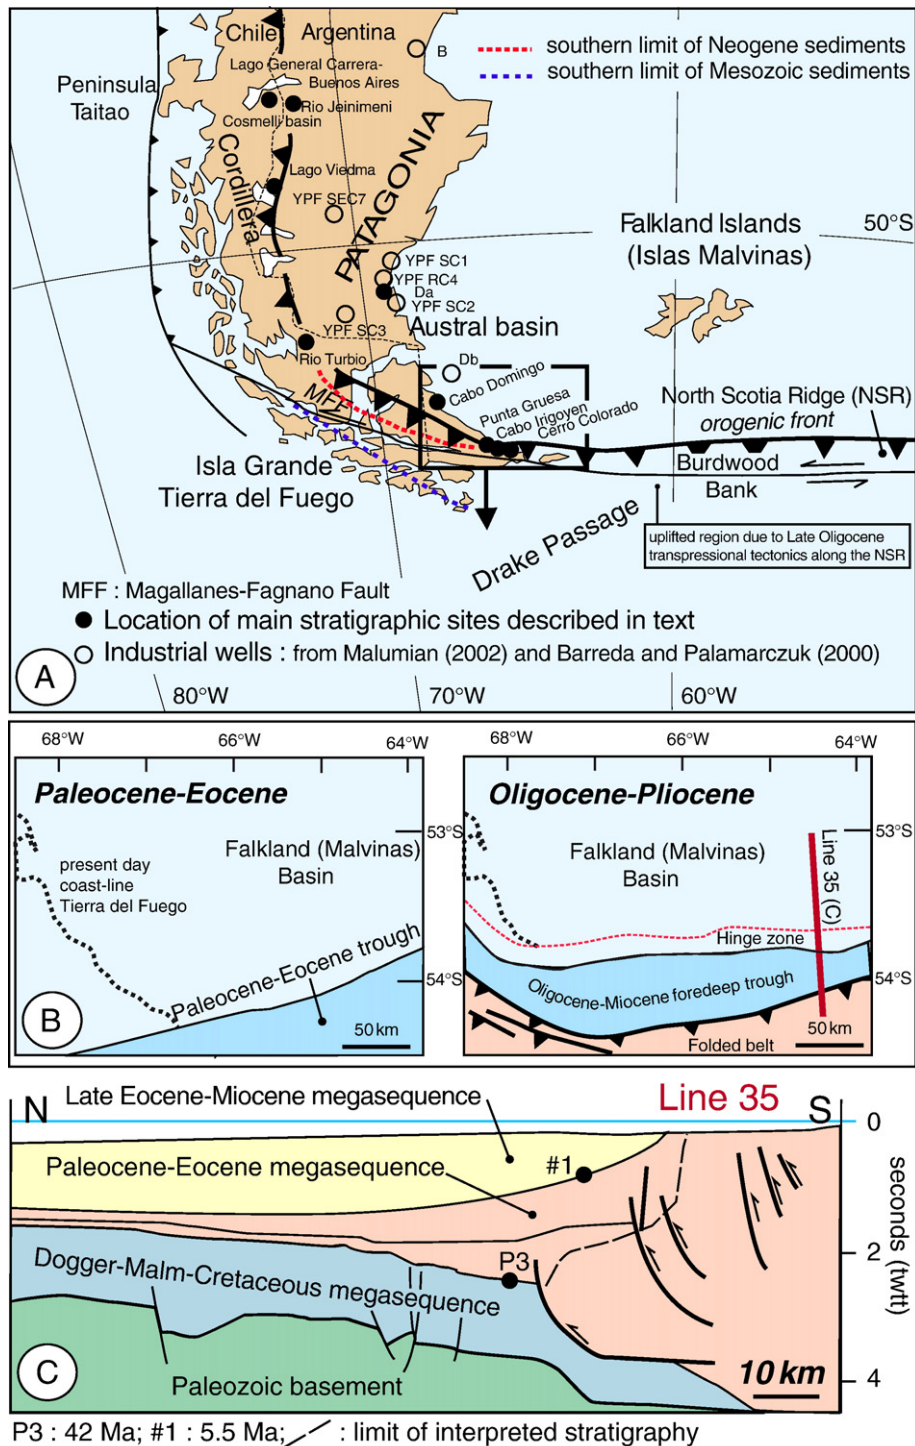 Chile
Argentina
B
southern limit of Neogene sediments
southern limit of Mesozoic sediments
Lago General Carrera-
Buenos Aires
Peninsula
Taitao
Rio Jeinimeni
Cosmelli basin
Cordillera
PATAGONIA
Lago Viedma
YPF SEC7
Falkland Islands
(Islas Malvinas)
50°S
YPF SC1
YPF RC4
Da
YPF SC2
Austral basin
YPF SC3
Rio Turbio
Db
Cabo Domingo
MFF
Punta Gruesa
Cabo Irigoyen
Cerro Colorado
North Scotia Ridge (NSR)
orogenic front
Isla Grande
Tierra del Fuego
Burdwood
Bank
Drake Passage
uplifted region due to Late Oligocene
transpressional tectonics along the NSR
MFF : Magallanes-Fagnano Fault
Location of main stratigraphic sites described in text
Industrial wells : from Malumian (2002) and Barreda and Palamarczuk (2000)
A
80°W
70°W
60°W
68°W
66°W
64°W
Paleocene-Eocene
53°S
Falkland (Malvinas)
Basin
present day
coast-line
Tierra del Fuego
Paleocene-Eocene trough
54°S
B
50 km
68°W
66°W
64°W
Oligocene-Pliocene
53°S
Line 35 (C)
Falkland (Malvinas)
Basin
Hinge zone
Oligocene-Miocene foredeep trough
54°S
50 km
Folded belt
N
Late Eocene-Miocene megasequence
Line 35
S
0
Paleocene-Eocene megasequence
#1
seconds (twtt)
2
P3
Dogger-Malm-Cretaceous megasequence
C
Paleozoic basement
10 km
4
P3 : 42 Ma; #1 : 5.5 Ma; : limit of interpreted stratigraphy